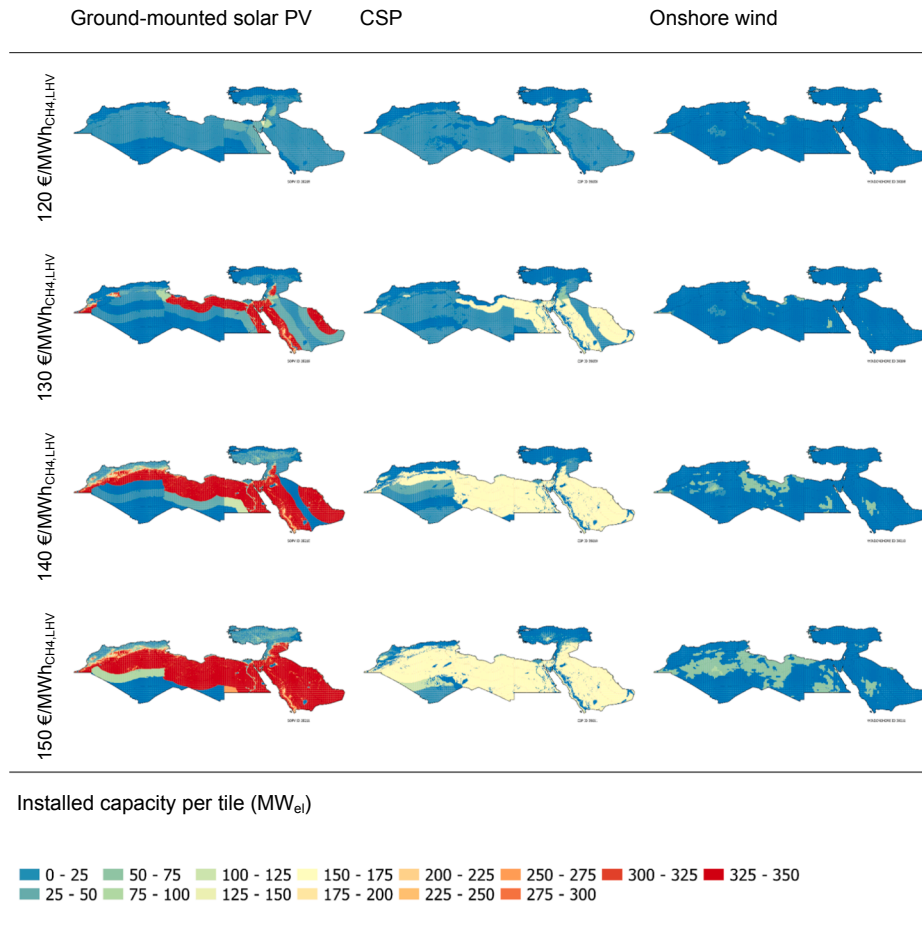 Ground-mounted solar PV CSP Onshore wind
120 €/MWhCH4,LHV
130 €/MWhCH4,LHV
140 €/MWhCH4,LHV
150 €/MWhCH4,LHV
Installed capacity per tile (MWel)
0 - 25 50 - 75 100 - 125 150 - 175 200 - 225 250 - 275 300 - 325 325 - 350
25 - 50 75 - 100 125 - 150 175 - 200 225 - 250 275 - 300